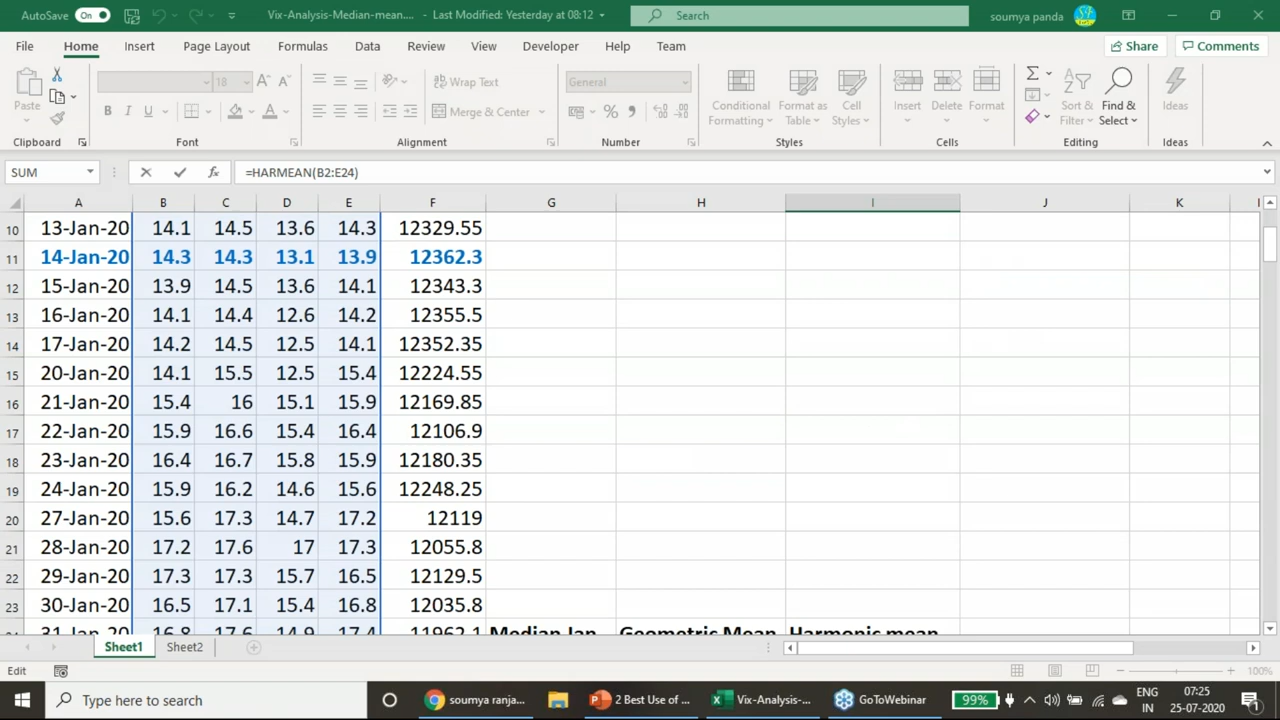 AutoSave On Vix-Analysis-Median-mean.... - Last Modified: Yesterday at 08:12 Search soumya panda
File Home Insert Page Layout Formulas Data Review View Developer Help Team Share Comments
Paste 18 A A Wrap Text General Conditional Formatting Format as Table Cell Styles Insert Delete Format Sort & Filter Find & Select Ideas
B I U Merge & Center % ,
Clipboard Font Alignment Number Styles Cells Editing Ideas
SUM fx =HARMEAN(B2:E24)
A B C D E F G H I J K
10 13-Jan-20 14.1 14.5 13.6 14.3 12329.55
11 14-Jan-20 14.3 14.3 13.1 13.9 12362.3
12 15-Jan-20 13.9 14.5 13.6 14.1 12343.3
13 16-Jan-20 14.1 14.4 12.6 14.2 12355.5
14 17-Jan-20 14.2 14.5 12.5 14.1 12352.35
15 20-Jan-20 14.1 15.5 12.5 15.4 12224.55
16 21-Jan-20 15.4 16 15.1 15.9 12169.85
17 22-Jan-20 15.9 16.6 15.4 16.4 12106.9
18 23-Jan-20 16.4 16.7 15.8 15.9 12180.35
19 24-Jan-20 15.9 16.2 14.6 15.6 12248.25
20 27-Jan-20 15.6 17.3 14.7 17.2 12119
21 28-Jan-20 17.2 17.6 17 17.3 12055.8
22 29-Jan-20 17.3 17.3 15.7 16.5 12129.5
23 30-Jan-20 16.5 17.1 15.4 16.8 12035.8
31-Jan-20 16.8 17.6 14.9 17.4 11962.1 Median Jan Geometric Mean Harmonic mean
Sheet1 Sheet2
Edit 100%
Type here to search soumya ranja... 2 Best Use of ... Vix-Analysis-... GoToWebinar 99% ENG 07:25
IN 25-07-2020 1